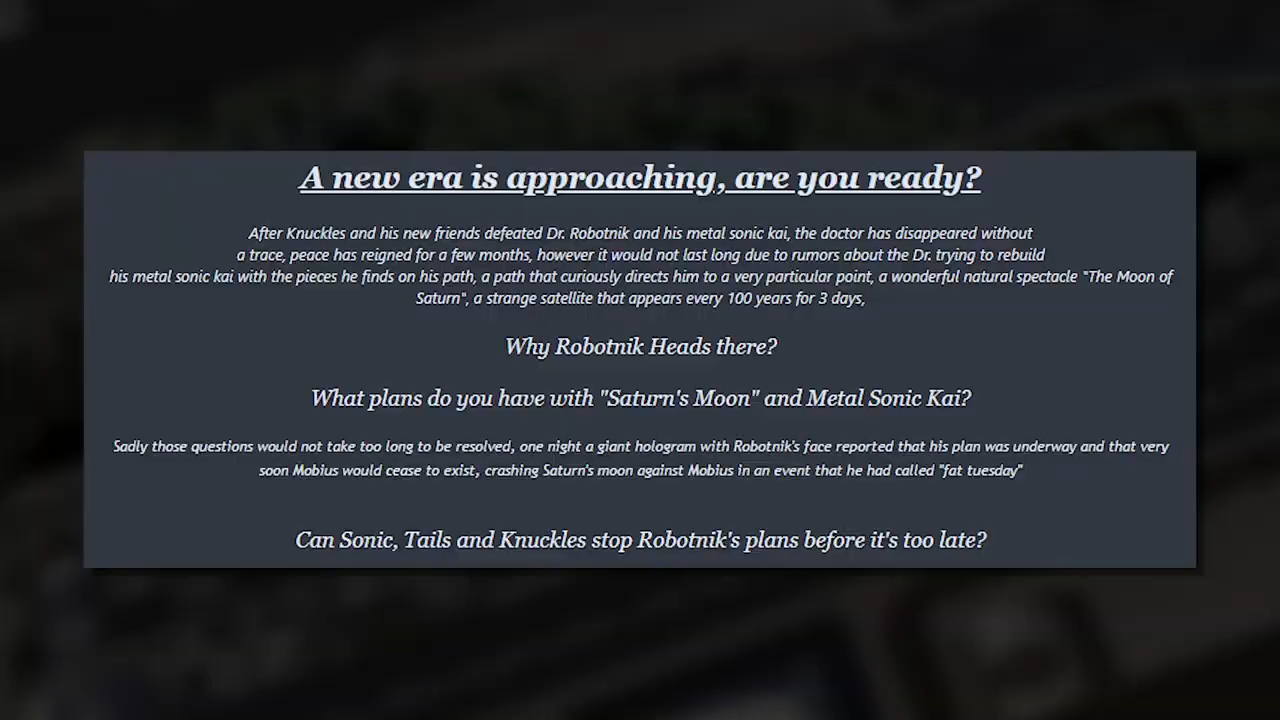 A new era is approaching, are you ready?
After Knuckles and his new friends defeated Dr. Robotnik and his metal sonic kai, the doctor has disappeared without
a trace, peace has reigned for a few months, however it would not last long due to rumors about the Dr. trying to rebuild
his metal sonic kai with the pieces he finds on his path, a path that curiously directs him to a very particular point, a wonderful natural spectacle "The Moon of
Saturn", a strange satellite that appears every 100 years for 3 days,
Why Robotnik Heads there?
What plans do you have with "Saturn's Moon" and Metal Sonic Kai?
Sadly those questions would not take too long to be resolved, one night a giant hologram with Robotnik's face reported that his plan was underway and that very
soon Mobius would cease to exist, crashing Saturn's moon against Mobius in an event that he had called "fat tuesday"
Can Sonic, Tails and Knuckles stop Robotnik's plans before it's too late?